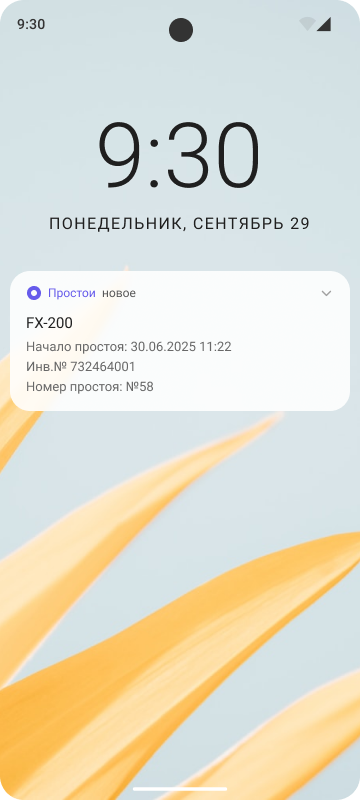 9:30
9:30
ПОНЕДЕЛЬНИК, СЕНТЯБРЬ 29
Простои новое
FX-200
Начало простоя: 30.06.2025 11:22
Инв.№ 732464001
Номер простоя: №58